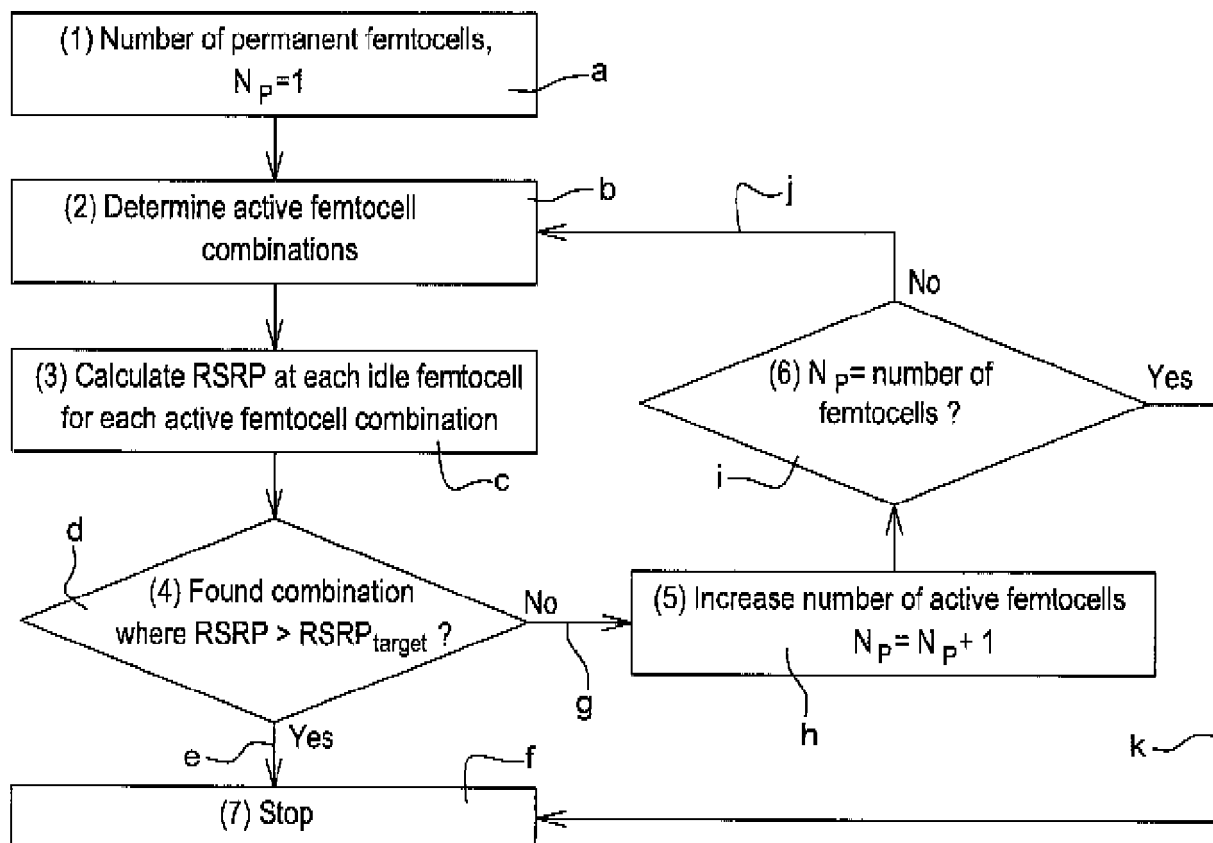 (1) Number of permanent femtocells,
N P =1
a
(2) Determine active femtocell
combinations
b
j
(3) Calculate RSRP at each idle femtocell
for each active femtocell combination
c
No
(6) N P = number of
femtocells ?
Yes
i
d
(4) Found combination
where RSRP > RSRP target ?
No
g
(5) Increase number of active femtocells
N P = N P + 1
h
e
Yes
k
f
(7) Stop